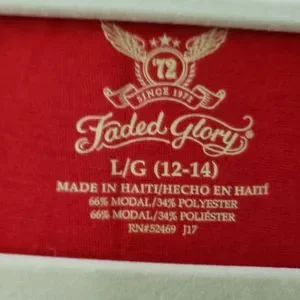 '72
SINCE 1972
Faded Glory®
L/G (12-14)
MADE IN HAITI/HECHO EN HAITÍ
66% MODAL/34% POLYESTER
66% MODAL/34% POLIÉSTER
RN#52469 J17